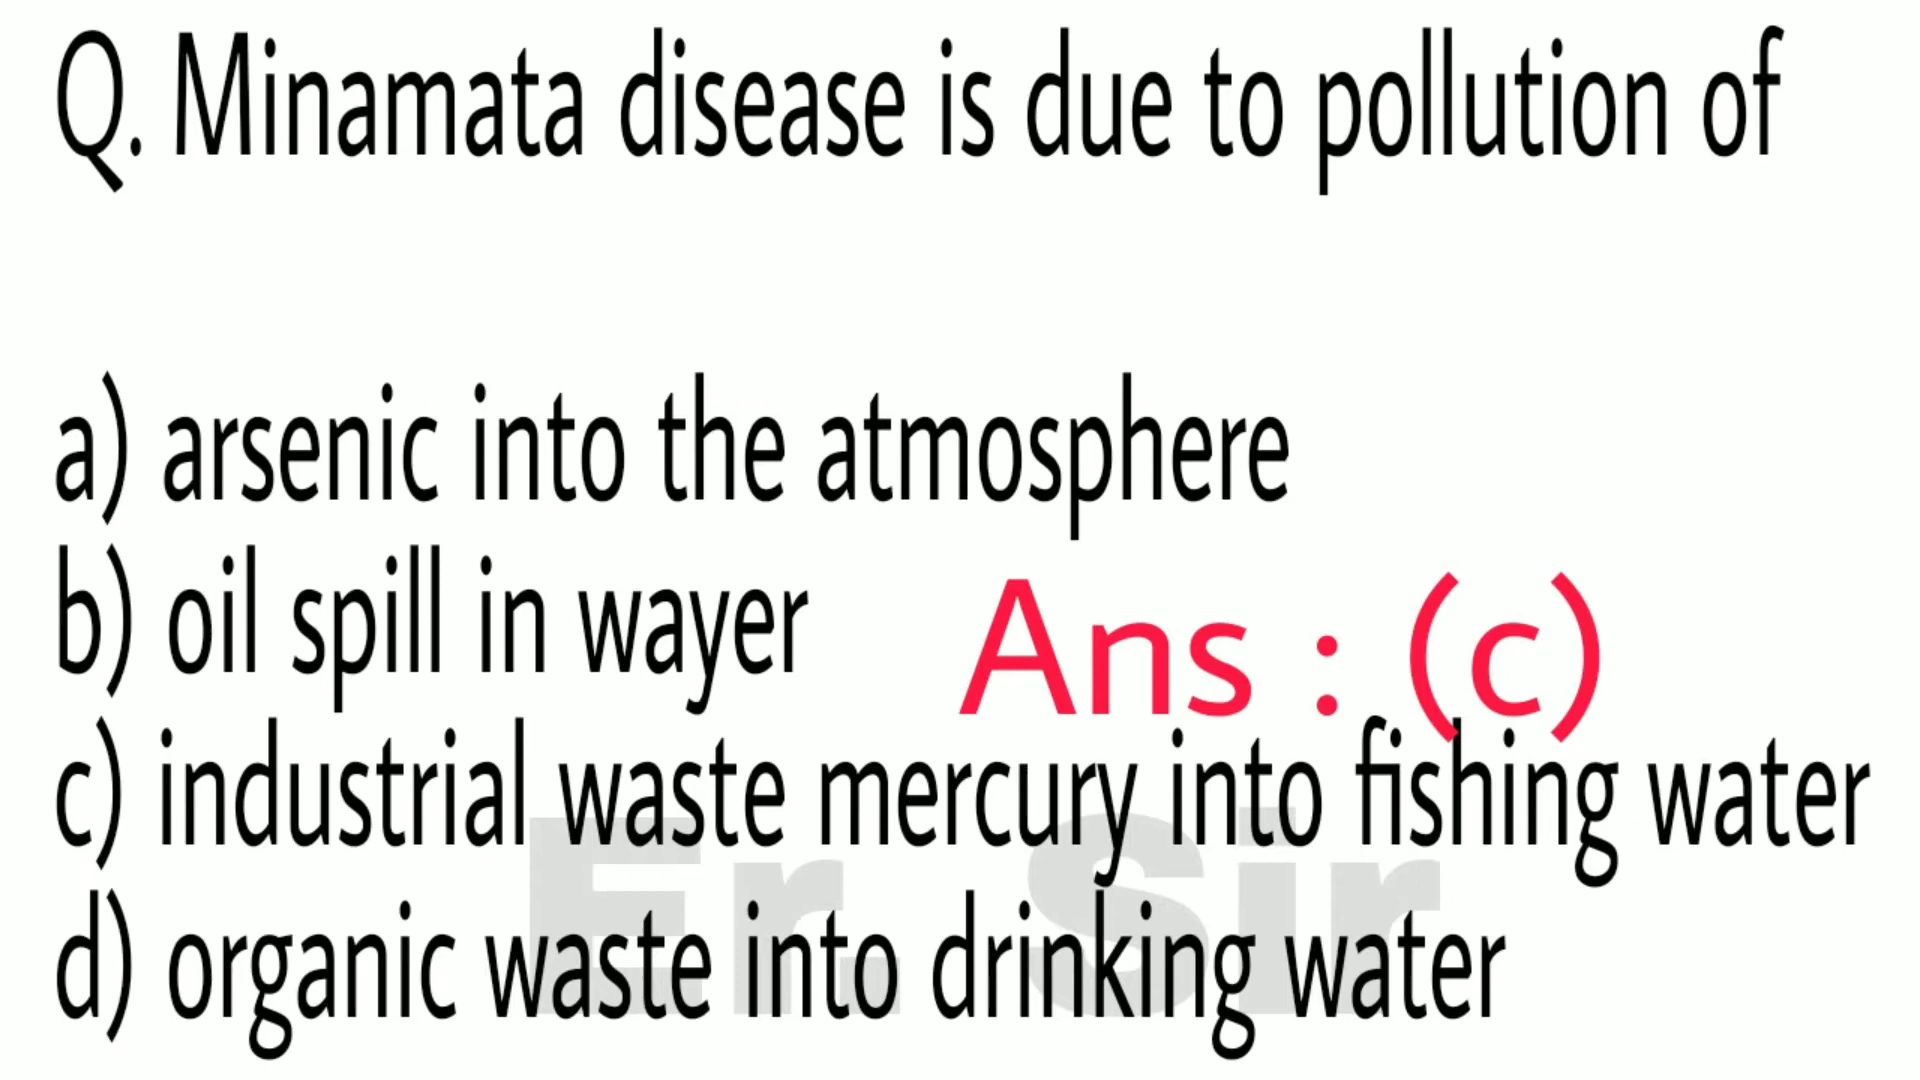 Q. Minamata disease is due to pollution of
a) arsenic into the atmosphere
b) oil spill in wayer
Ans : (c)
c) industrial waste mercury into fishing water
d) organic waste into drinking water
Er. Sir